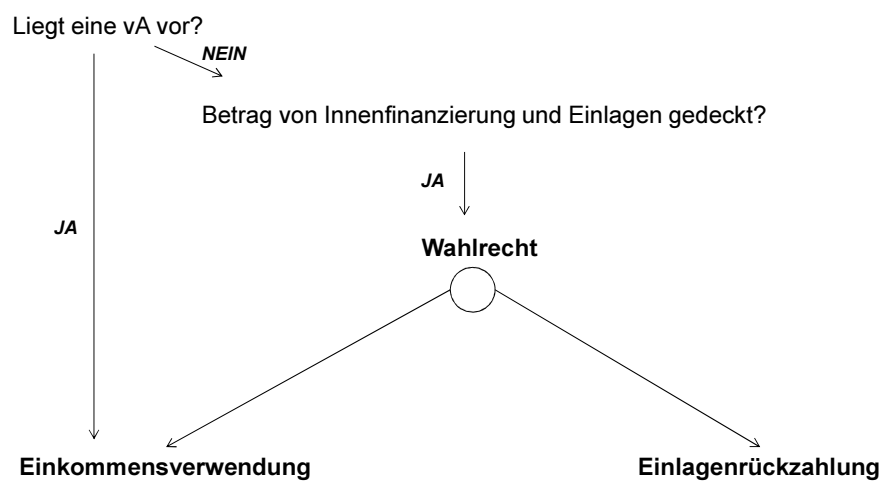 Liegt eine vA vor?
NEIN
Betrag von Innenfinanzierung und Einlagen gedeckt?
JA
JA
Wahlrecht
Einkommensverwendung
Einlagenrückzahlung